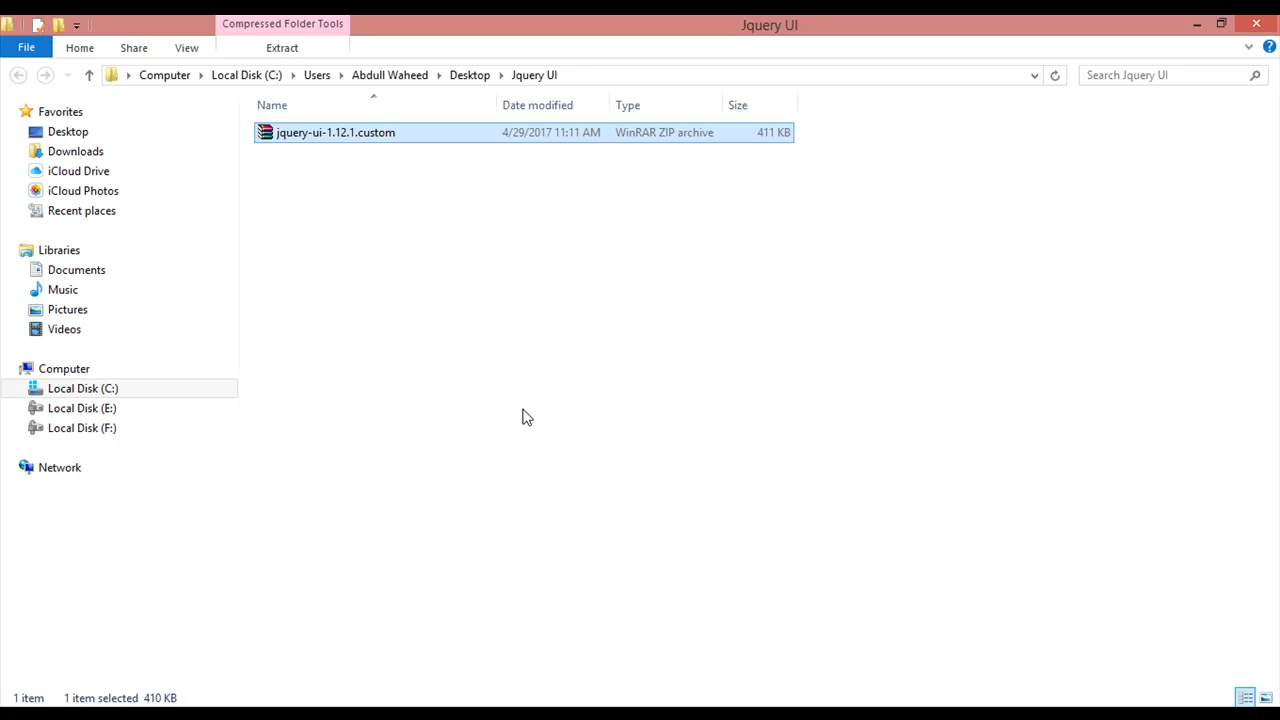 Compressed Folder Tools
Jquery UI
File
Home
Share
View
Extract
Computer
Local Disk (C:)
Users
Abdull Waheed
Desktop
Jquery UI
Search Jquery UI
Name
Date modified
Type
Size
jquery-ui-1.12.1.custom
4/29/2017 11:11 AM
WinRAR ZIP archive
411 KB
Favorites
Desktop
Downloads
iCloud Drive
iCloud Photos
Recent places
Libraries
Documents
Music
Pictures
Videos
Computer
Local Disk (C:)
Local Disk (E:)
Local Disk (F:)
Network
1 item
1 item selected 410 KB